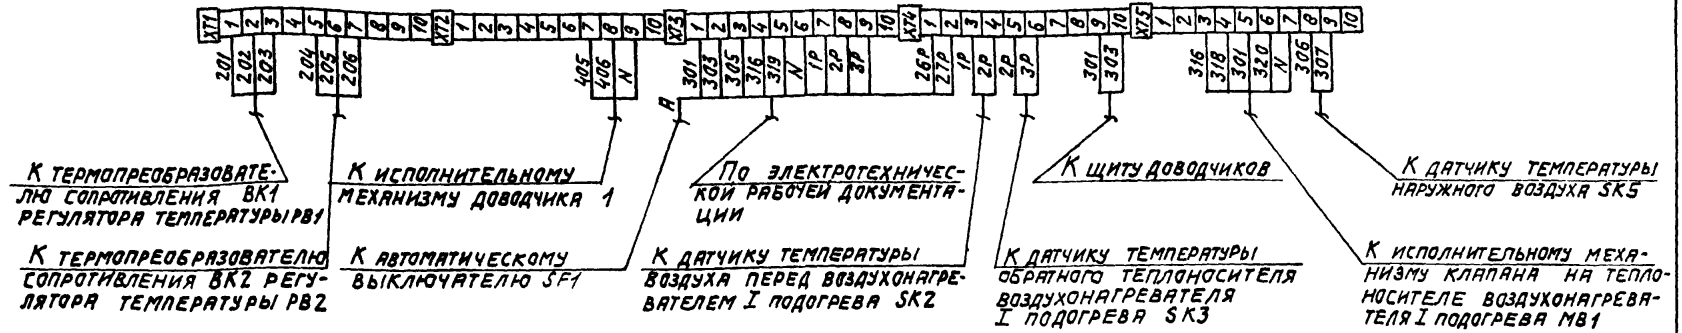 XT1 1 2 3 4 5 6 7 8 9 10 XT2 1 2 3 4 5 6 7 8 9 10 XT3 1 2 3 4 5 6 7 8 9 10 XT4 1 2 3 4 5 6 7 8 9 10 XT5 1 2 3 4 5 6 7 8 9 10
201 202 203 204 205 206 405 406 N 301 303 305 316 319 N 1P 2P 3P 26P 27P 1P 2P 2P 3P 301 303 316 318 301 320 N 306 307
А
К ТЕРМОПРЕОБРАЗОВАТЕ-
ЛЮ СОПРОТИВЛЕНИЯ ВК1
РЕГУЛЯТОРА ТЕМПЕРАТУРЫ РВ1
К ИСПОЛНИТЕЛЬНОМУ
МЕХАНИЗМУ ДОВОДЧИКА 1
ПО ЭЛЕКТРОТЕХНИЧЕС-
КОЙ РАБОЧЕЙ ДОКУМЕНТА-
ЦИИ
К ЩИТУ ДОВОДЧИКОВ
К ДАТЧИКУ ТЕМПЕРАТУРЫ
НАРУЖНОГО ВОЗДУХА SK5
К ТЕРМОПРЕОБРАЗОВАТЕЛЮ
СОПРОТИВЛЕНИЯ ВК2 РЕГУ-
ЛЯТОРА ТЕМПЕРАТУРЫ РВ2
К АВТОМАТИЧЕСКОМУ
ВЫКЛЮЧАТЕЛЮ SF1
К ДАТЧИКУ ТЕМПЕРАТУРЫ
ВОЗДУХА ПЕРЕД ВОЗДУХОНАГРЕ-
ВАТЕЛЕМ I ПОДОГРЕВА SK2
К ДАТЧИКУ ТЕМПЕРАТУРЫ
ОБРАТНОГО ТЕПЛОНОСИТЕЛЯ
ВОЗДУХОНАГРЕВАТЕЛЯ
I ПОДОГРЕВА SK3
К ИСПОЛНИТЕЛЬНОМУ МЕХА-
НИЗМУ КЛАПАНА НА ТЕПЛО-
НОСИТЕЛЕ ВОЗДУХОНАГРЕВА-
ТЕЛЯ I ПОДОГРЕВА МВ1